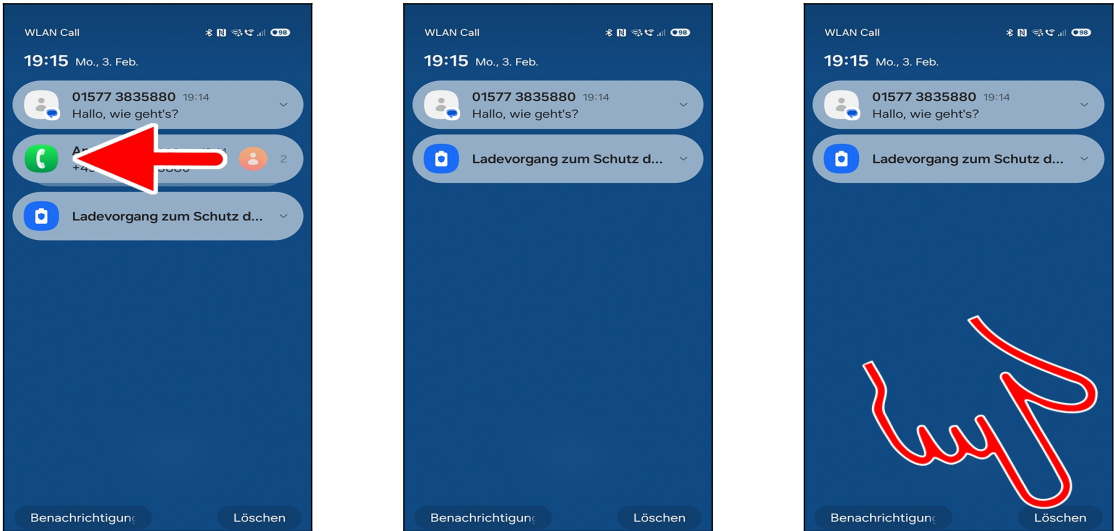 WLAN Call
98
19:15 Mo., 3. Feb.
01577 3835880 19:14
Hallo, wie geht's?
2
Ladevorgang zum Schutz d...
Benachrichtigung
Löschen
WLAN Call
98
19:15 Mo., 3. Feb.
01577 3835880 19:14
Hallo, wie geht's?
Ladevorgang zum Schutz d...
Benachrichtigung
Löschen
WLAN Call
98
19:15 Mo., 3. Feb.
01577 3835880 19:14
Hallo, wie geht's?
Ladevorgang zum Schutz d...
Benachrichtigung
Löschen